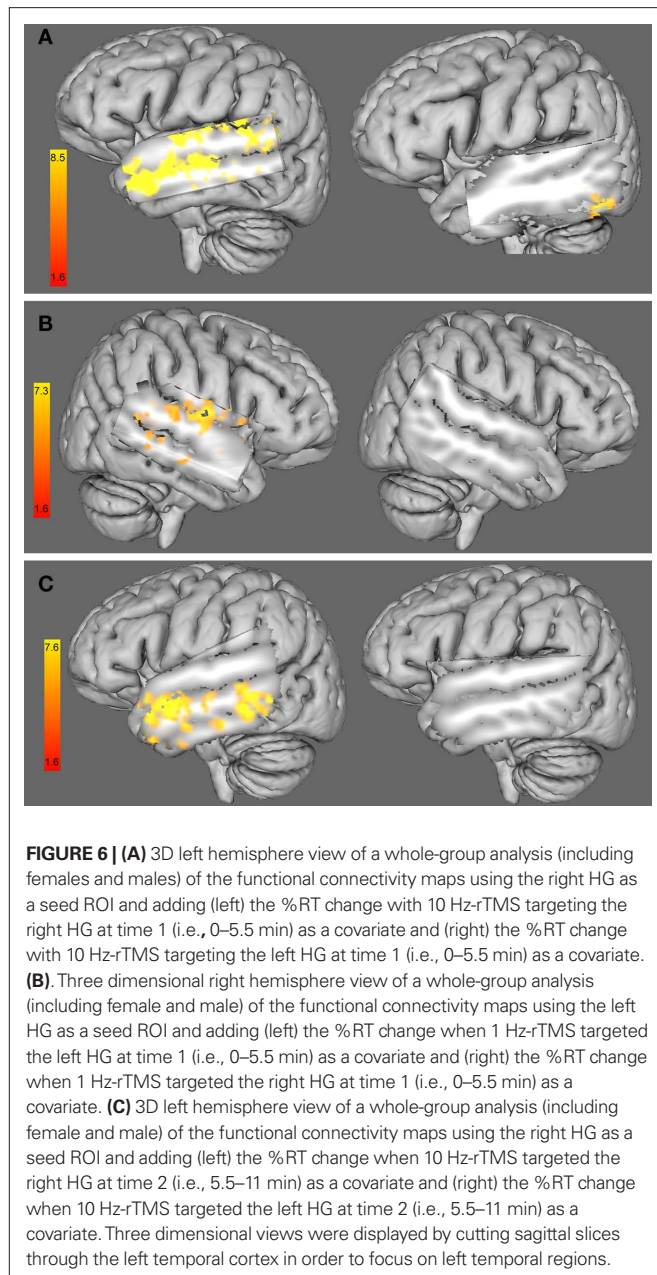 A
8.5
1.6
B
7.3
1.6
C
7.6
1.6
FIGURE 6 | (A) 3D left hemisphere view of a whole-group analysis (including
females and males) of the functional connectivity maps using the right HG as
a seed ROI and adding (left) the %RT change with 10 Hz-rTMS targeting the
right HG at time 1 (i.e., 0–5.5 min) as a covariate and (right) the %RT change
with 10 Hz-rTMS targeting the left HG at time 1 (i.e., 0–5.5 min) as a covariate.
(B). Three dimensional right hemisphere view of a whole-group analysis
(including female and male) of the functional connectivity maps using the left
HG as a seed ROI and adding (left) the %RT change when 1 Hz-rTMS targeted
the left HG at time 1 (i.e., 0–5.5 min) as a covariate and (right) the %RT change
when 1 Hz-rTMS targeted the right HG at time 1 (i.e., 0–5.5 min) as a
covariate. (C) 3D left hemisphere view of a whole-group analysis (including
female and male) of the functional connectivity maps using the right HG as a
seed ROI and adding (left) the %RT change when 10 Hz-rTMS targeted the
right HG at time 2 (i.e., 5.5–11 min) as a covariate and (right) the %RT change
when 10 Hz-rTMS targeted the left HG at time 2 (i.e., 5.5–11 min) as a
covariate. Three dimensional views were displayed by cutting sagittal slices
through the left temporal cortex in order to focus on left temporal regions.